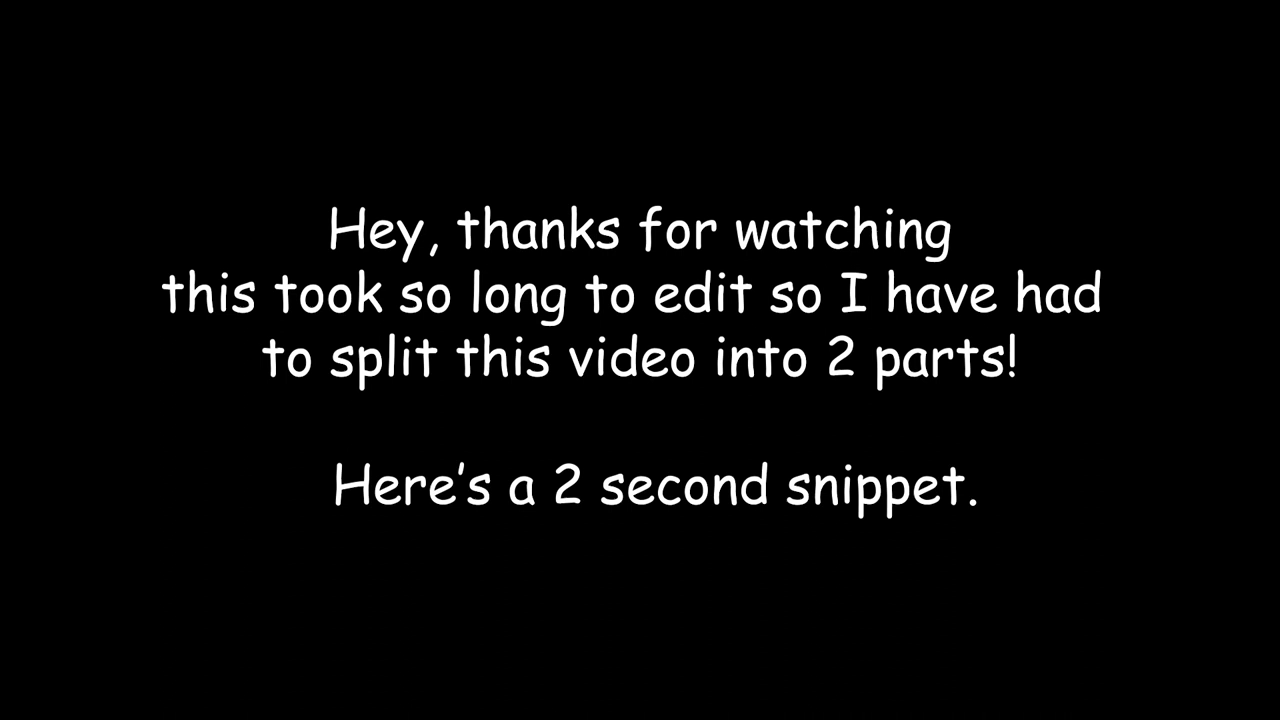 Hey, thanks for watching
this took so long to edit so I have had
to split this video into 2 parts!
Here’s a 2 second snippet.